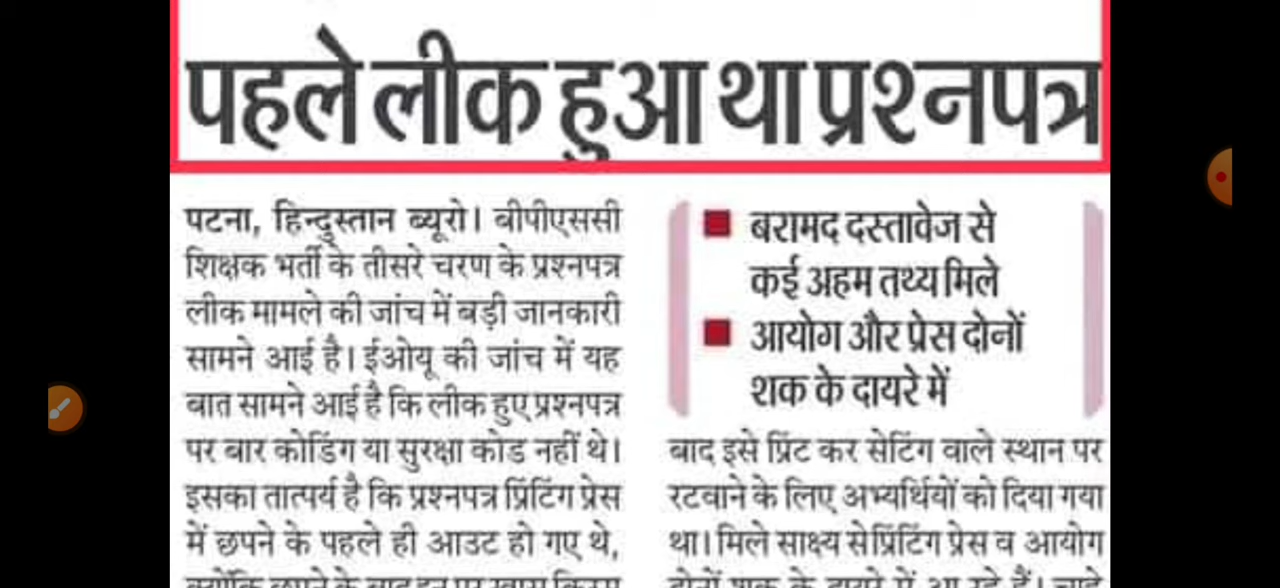 पहले लीक हुआ था प्रश्नपत्र
पटना, हिन्दुस्तान ब्यूरो। बीपीएससी
शिक्षक भर्ती के तीसरे चरण के प्रश्नपत्र
लीक मामले की जांच में बड़ी जानकारी
सामने आई है। ईओयू की जांच में यह
बात सामने आई है कि लीक हुए प्रश्नपत्र
पर बार कोडिंग या सुरक्षा कोड नहीं थे।
इसका तात्पर्य है कि प्रश्नपत्र प्रिंटिंग प्रेस
में छपने के पहले ही आउट हो गए थे,
बरामद दस्तावेज से
कई अहम तथ्य मिले
आयोग और प्रेस दोनों
शक के दायरे में
बाद इसे प्रिंट कर सेटिंग वाले स्थान पर
रटवाने के लिए अभ्यर्थियों को दिया गया
था। मिले साक्ष्य से प्रिंटिंग प्रेस व आयोग